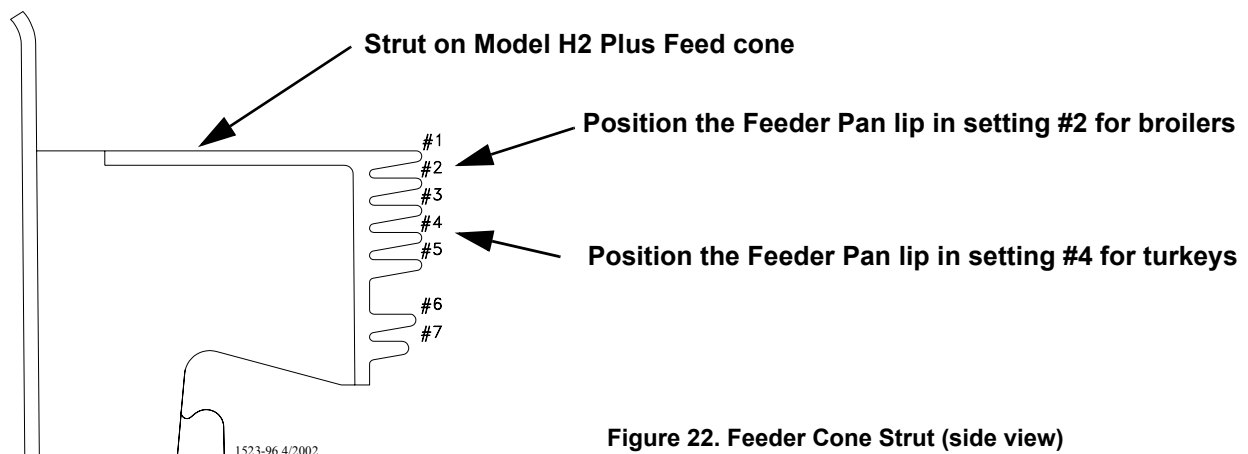 Strut on Model H2 Plus Feed cone
Position the Feeder Pan lip in setting #2 for broilers
#1
#2
#3
#4
#5
Position the Feeder Pan lip in setting #4 for turkeys
#6
#7
1523-96 4/2002
Figure 22. Feeder Cone Strut (side view)